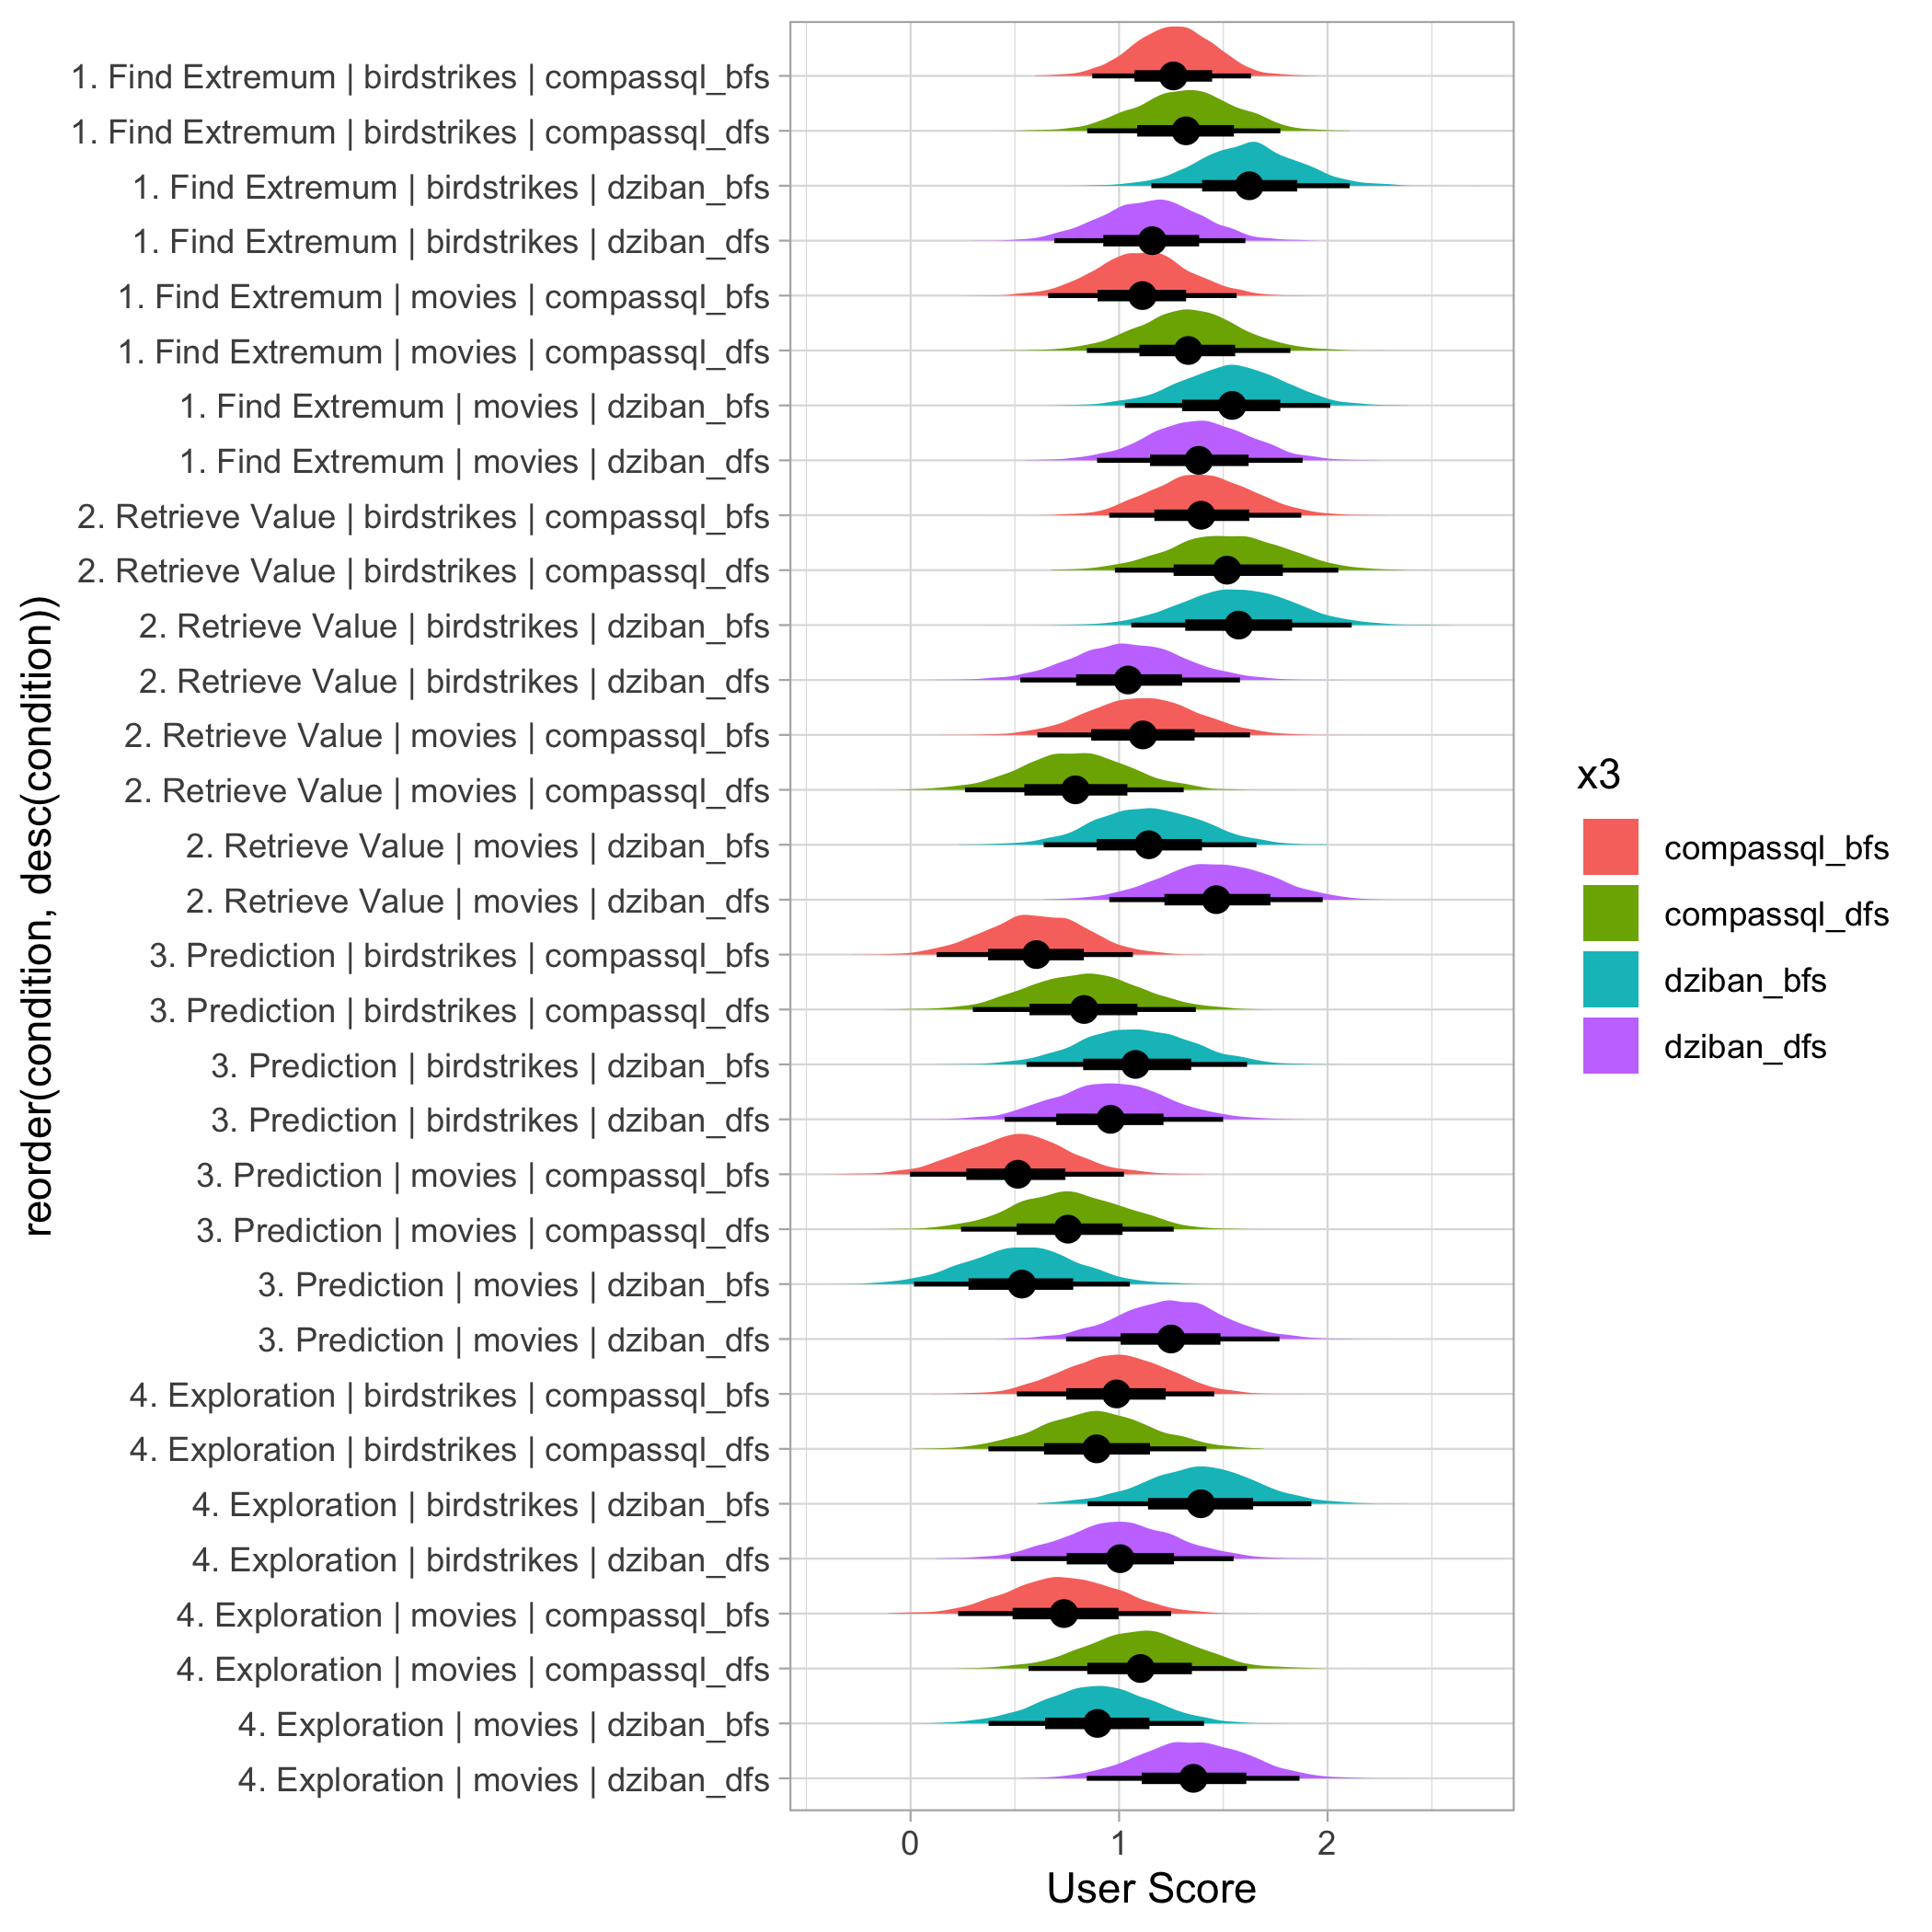 1. Find Extremum | birdstrikes | compassql_bfs
1. Find Extremum | birdstrikes | compassql_dfs
1. Find Extremum | birdstrikes | dziban_bfs
1. Find Extremum | birdstrikes | dziban_dfs
1. Find Extremum | movies | compassql_bfs
1. Find Extremum | movies | compassql_dfs
1. Find Extremum | movies | dziban_bfs
1. Find Extremum | movies | dziban_dfs
2. Retrieve Value | birdstrikes | compassql_bfs
2. Retrieve Value | birdstrikes | compassql_dfs
2. Retrieve Value | birdstrikes | dziban_bfs
2. Retrieve Value | birdstrikes | dziban_dfs
2. Retrieve Value | movies | compassql_bfs
2. Retrieve Value | movies | compassql_dfs
2. Retrieve Value | movies | dziban_bfs
2. Retrieve Value | movies | dziban_dfs
3. Prediction | birdstrikes | compassql_bfs
3. Prediction | birdstrikes | compassql_dfs
3. Prediction | birdstrikes | dziban_bfs
3. Prediction | birdstrikes | dziban_dfs
3. Prediction | movies | compassql_bfs
3. Prediction | movies | compassql_dfs
3. Prediction | movies | dziban_bfs
3. Prediction | movies | dziban_dfs
4. Exploration | birdstrikes | compassql_bfs
4. Exploration | birdstrikes | compassql_dfs
4. Exploration | birdstrikes | dziban_bfs
4. Exploration | birdstrikes | dziban_dfs
4. Exploration | movies | compassql_bfs
4. Exploration | movies | compassql_dfs
4. Exploration | movies | dziban_bfs
4. Exploration | movies | dziban_dfs
reorder(condition, desc(condition))
0 1 2
User Score
x3
compassql_bfs
compassql_dfs
dziban_bfs
dziban_dfs